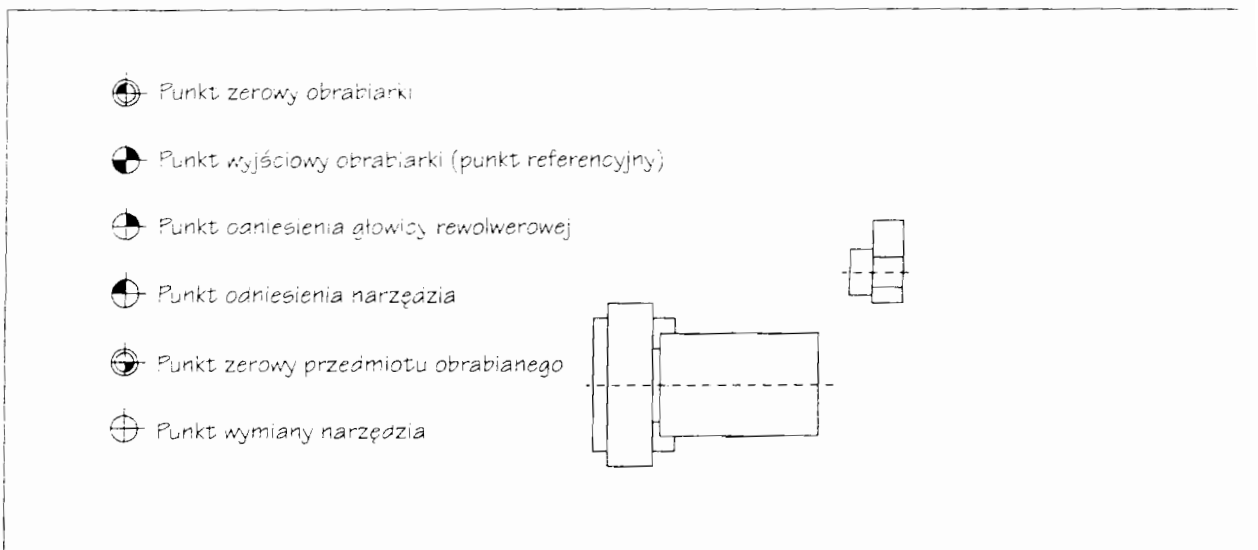 Punkt zerowy obrabiarki
Punkt wyjściowy obrabiarki (punkt referencyjny)
Punkt odniesienia głowicy rewolwerowej
Punkt odniesienia narzędzia
Punkt zerowy przedmiotu obrabianego
Punkt wymiany narzędzia